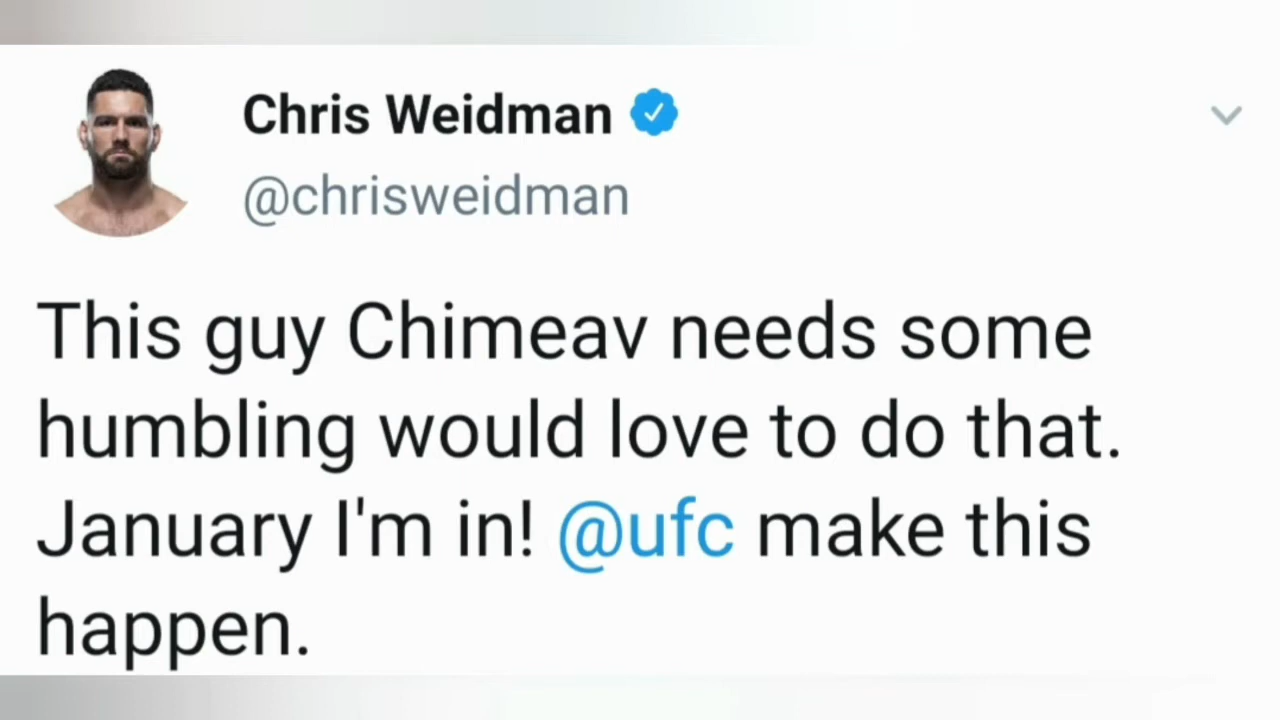 Chris Weidman
@chrisweidman
This guy Chimeav needs some
humbling would love to do that.
January I'm in! @ufc make this
happen.